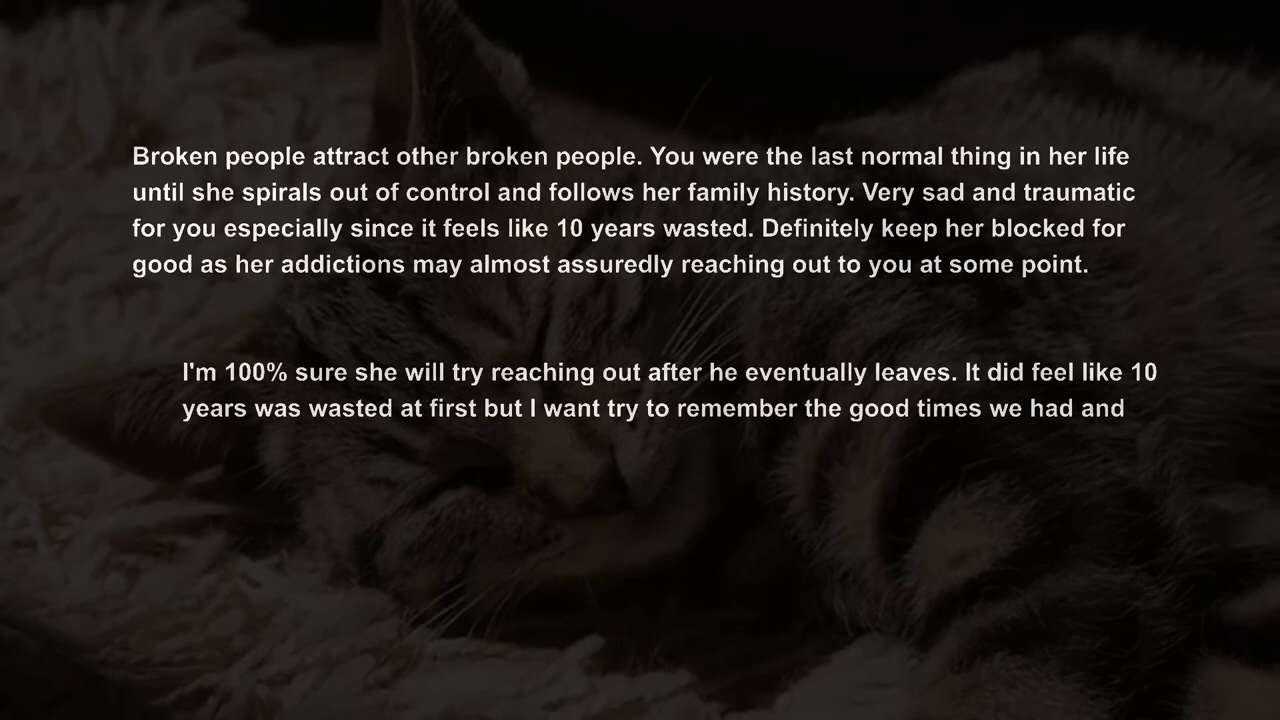 Broken people attract other broken people. You were the last normal thing in her life
until she spirals out of control and follows her family history. Very sad and traumatic
for you especially since it feels like 10 years wasted. Definitely keep her blocked for
good as her addictions may almost assuredly reaching out to you at some point.
I'm 100% sure she will try reaching out after he eventually leaves. It did feel like 10
years was wasted at first but I want try to remember the good times we had and